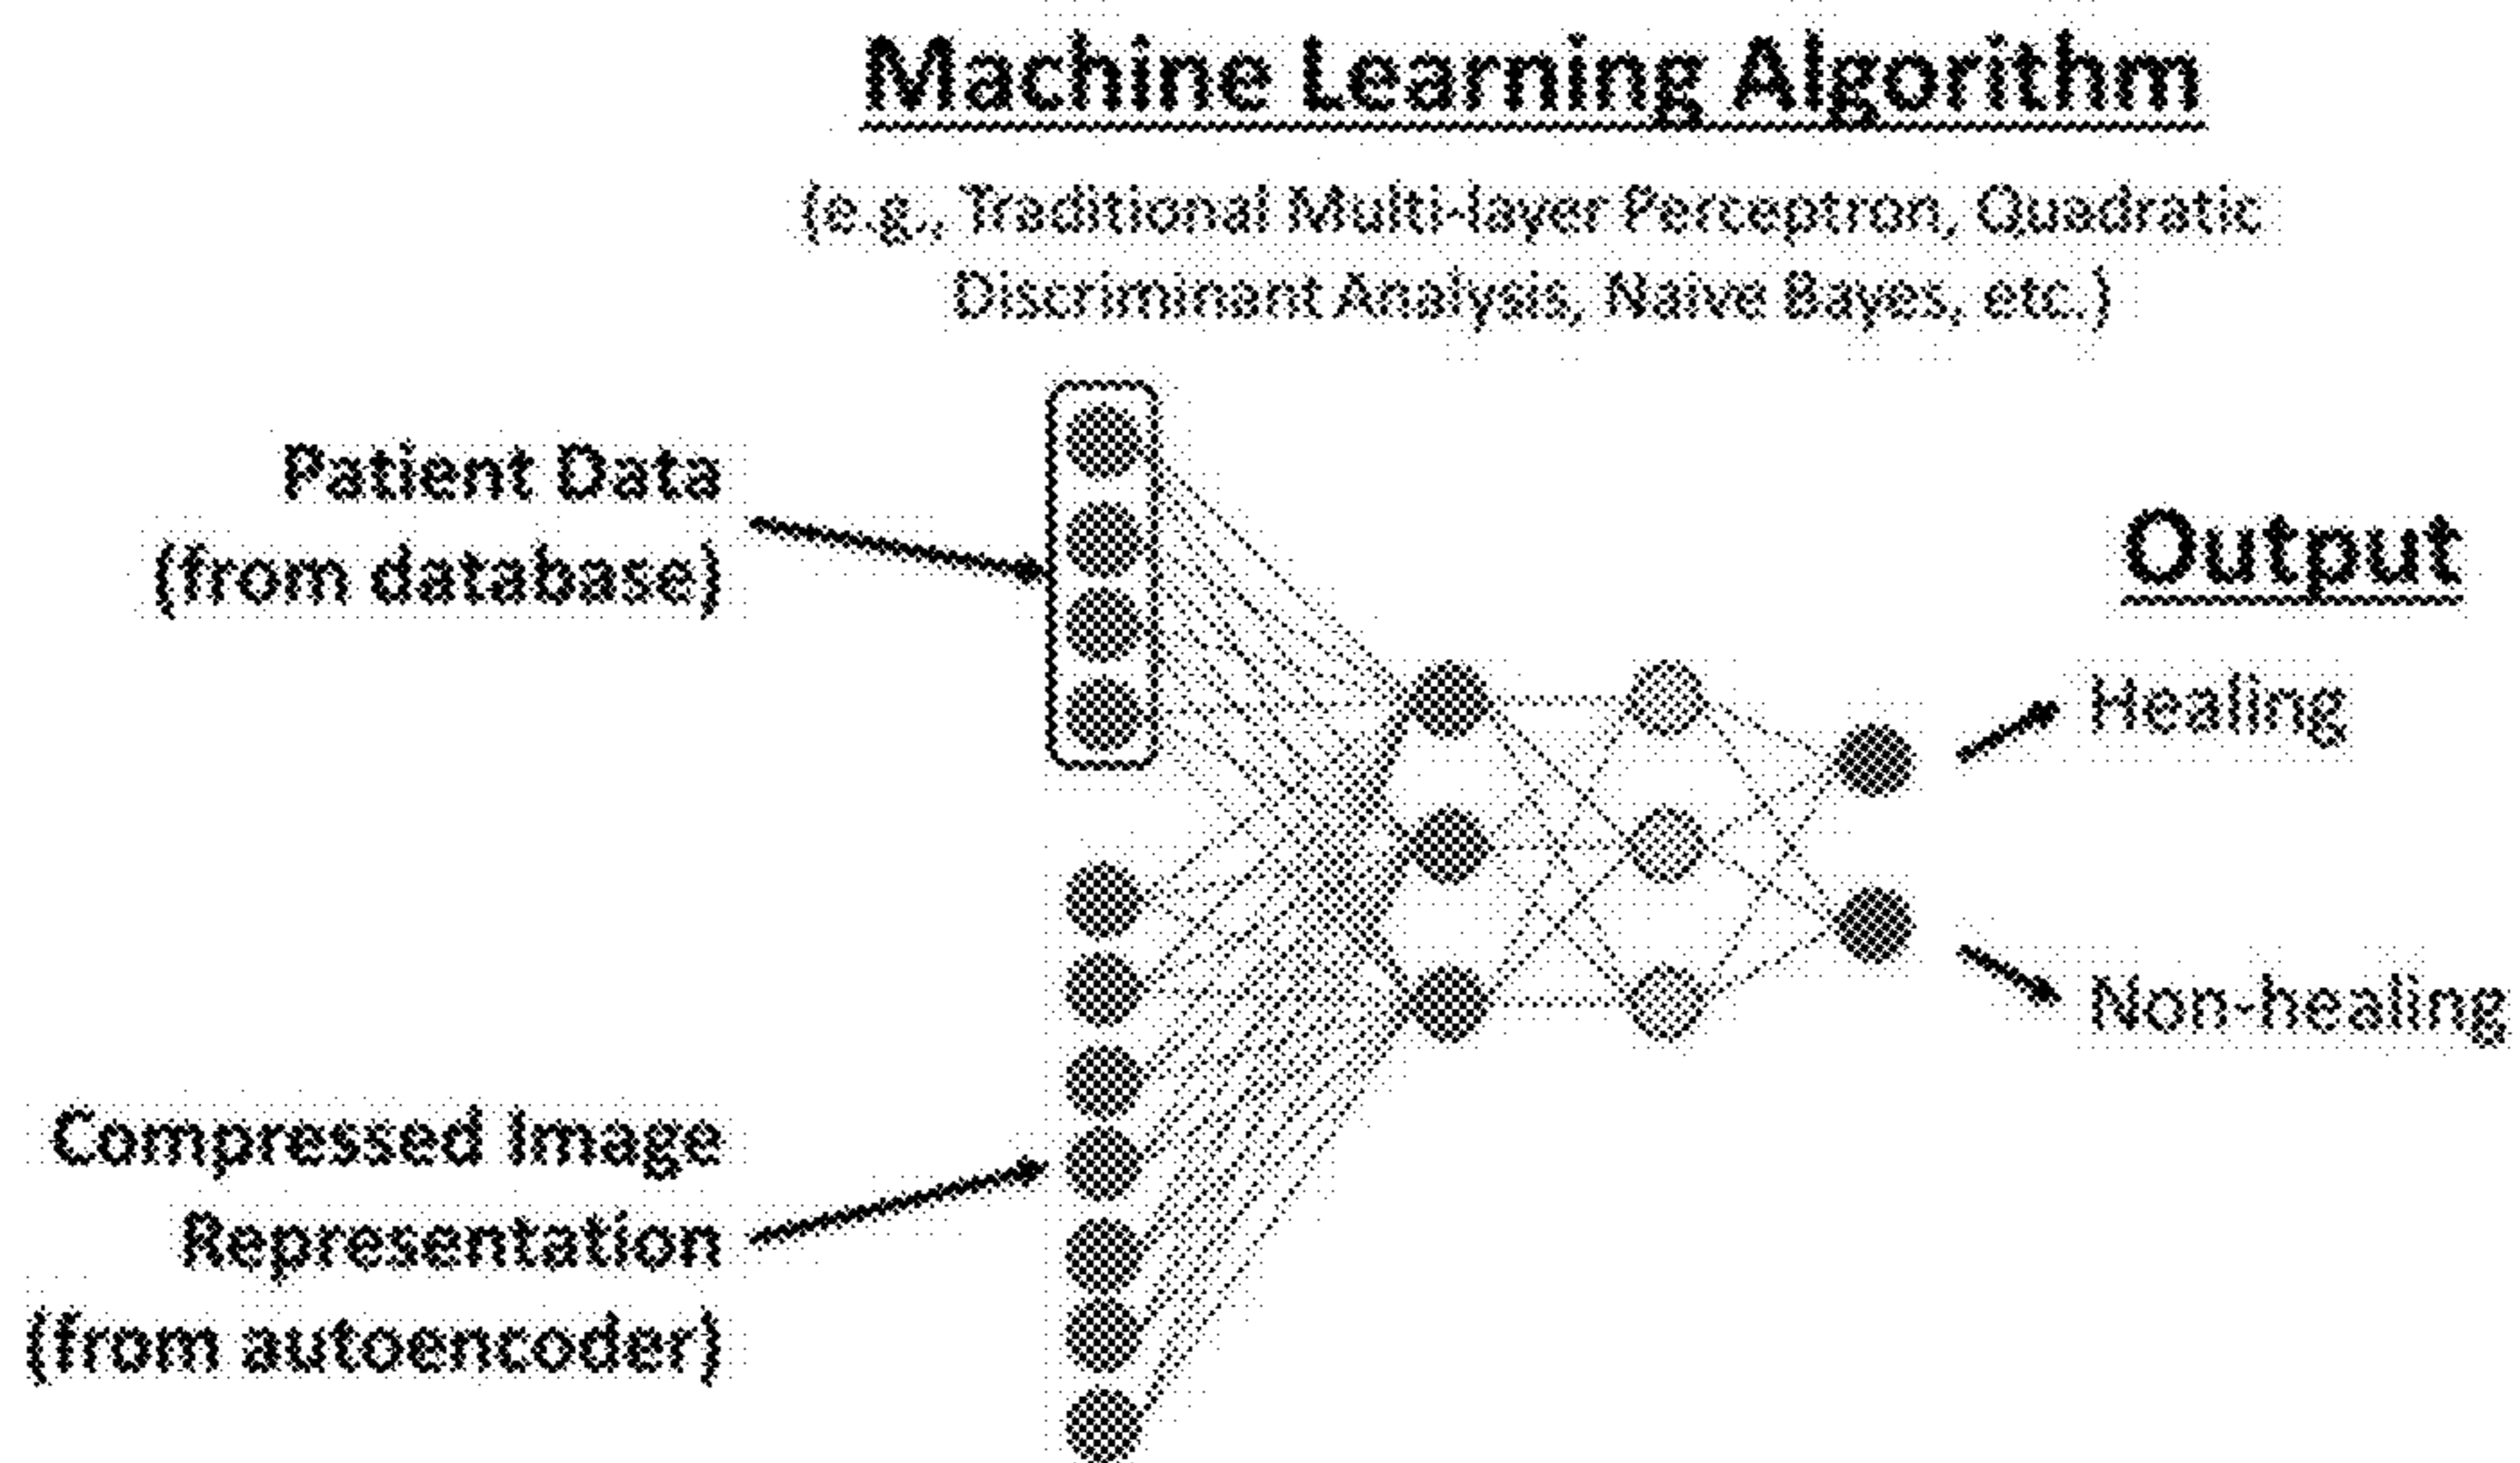 Machine Learning Algorithm
(e.g., Traditional Multi-layer Perceptron, Quadratic
Discriminant Analysis, Naive Bayes, etc.)
Patient Data
(from database)
Output
Healing
Non-healing
Compressed Image
Representation
(from autoencoder)